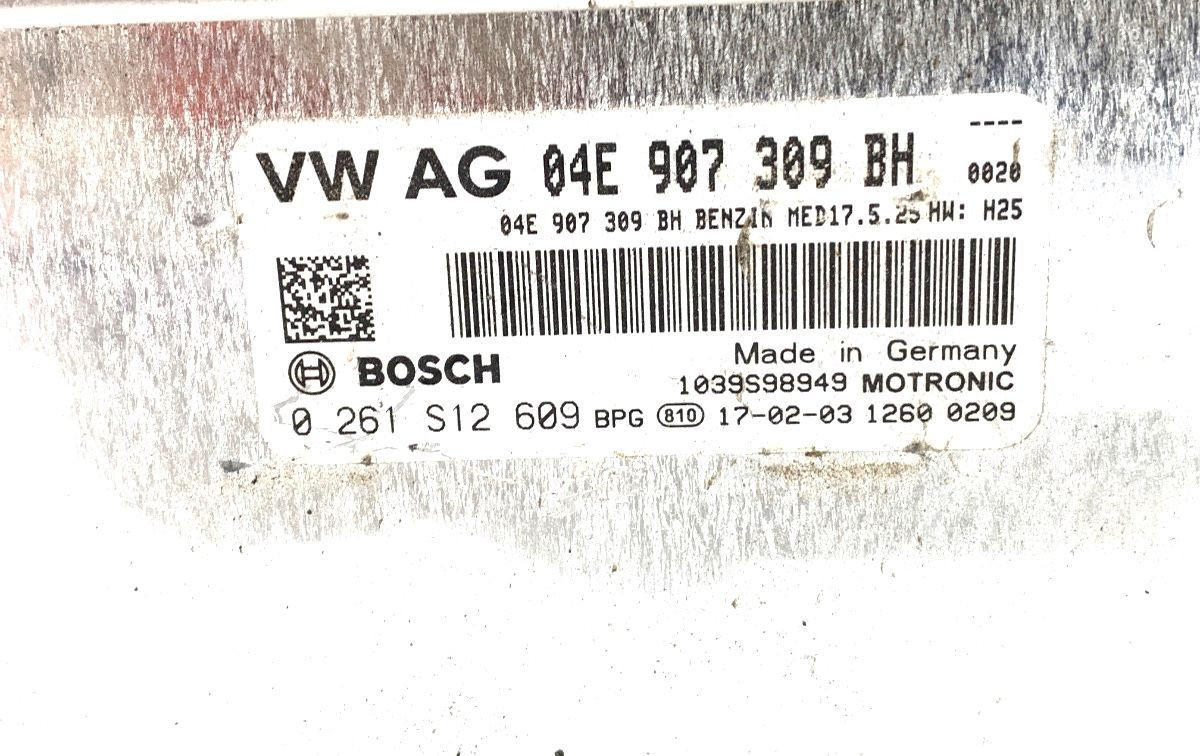 ----
VW AG 04E 907 309 BH 0020
04E 907 309 BH BENZIN MED17.5.25 HW: H25
BOSCH
Made in Germany
1039S98949 MOTRONIC
0 261 S12 609 BPG 810 17-02-03 1260 0209